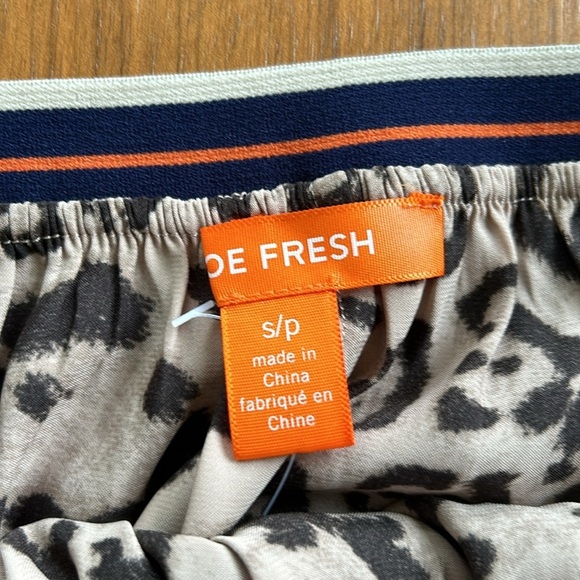 OE FRESH
s/p
made in
China
fabriqué en
Chine